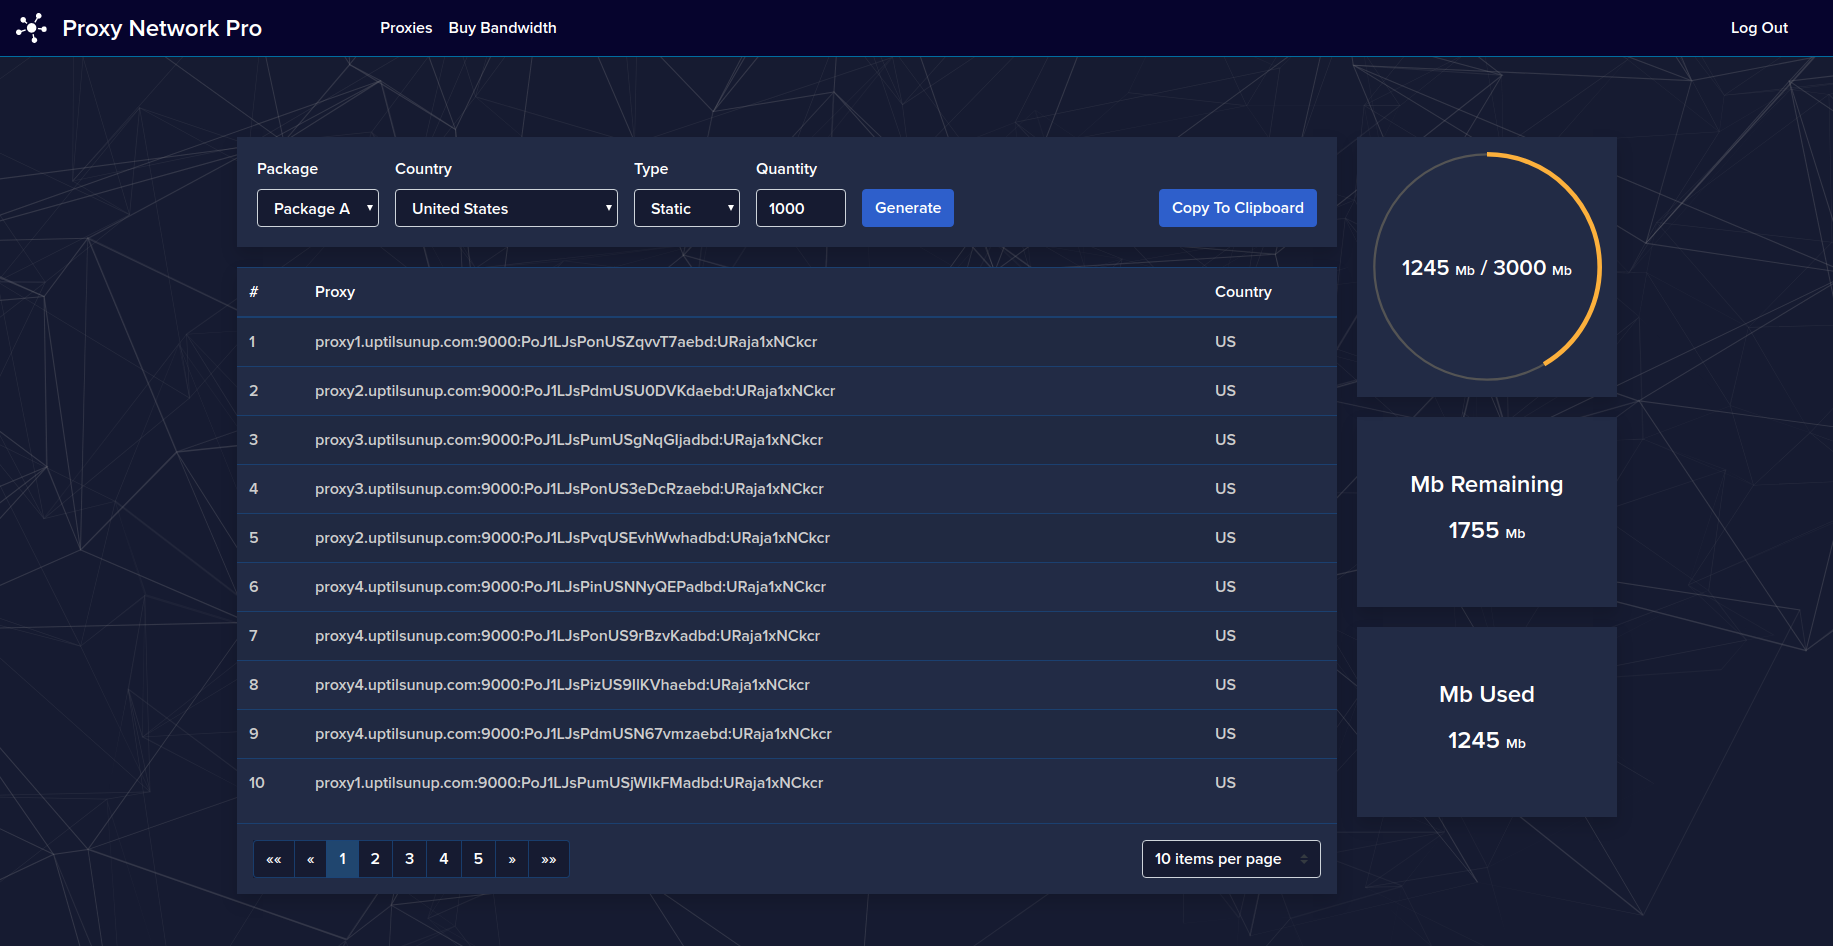 Proxy Network Pro Proxies Buy Bandwidth Log Out
Package Country Type Quantity
Package A United States Static 1000 Generate Copy To Clipboard
1245 Mb / 3000 Mb
# Proxy Country
1 proxy1.uptilsunup.com:9000:PoJ1LJsPonUSZqvvT7aebd:URaja1xNCkcr US
2 proxy2.uptilsunup.com:9000:PoJ1LJsPdmUSU0DVKdaebd:URaja1xNCkcr US
3 proxy3.uptilsunup.com:9000:PoJ1LJsPumUSgNqGljadbd:URaja1xNCkcr US
4 proxy3.uptilsunup.com:9000:PoJ1LJsPonUS3eDcRzaebd:URaja1xNCkcr US
5 proxy2.uptilsunup.com:9000:PoJ1LJsPvqUSEvhWwhadbd:URaja1xNCkcr US
6 proxy4.uptilsunup.com:9000:PoJ1LJsPinUSNNyQEPadbd:URaja1xNCkcr US
7 proxy4.uptilsunup.com:9000:PoJ1LJsPonUS9rBzvKadbd:URaja1xNCkcr US
8 proxy4.uptilsunup.com:9000:PoJ1LJsPizUS9IlKVhaebd:URaja1xNCkcr US
9 proxy4.uptilsunup.com:9000:PoJ1LJsPdmUSN67vmzaebd:URaja1xNCkcr US
10 proxy1.uptilsunup.com:9000:PoJ1LJsPumUSjWIkFMadbd:URaja1xNCkcr US
«« « 1 2 3 4 5 » »» 10 items per page
Mb Remaining
1755 Mb
Mb Used
1245 Mb